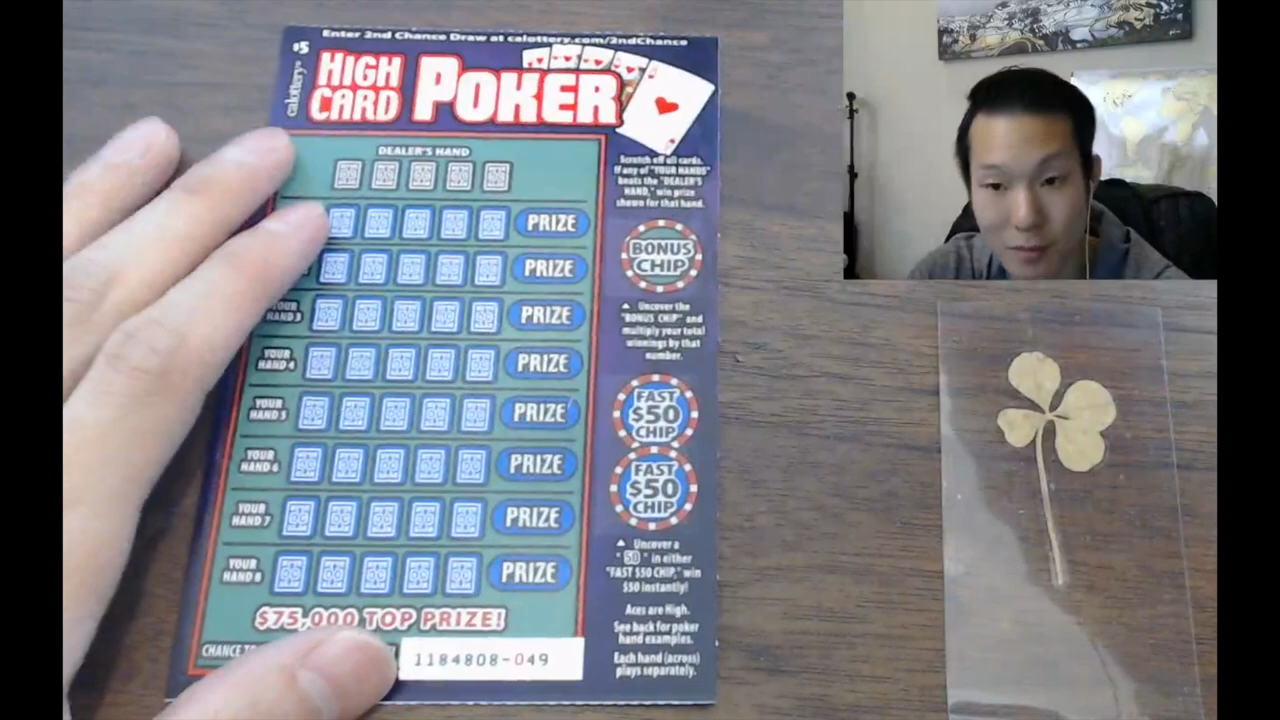 Enter 2nd Chance Draw at calottery.com/2ndChance
$5
calottery
HIGH
CARD
POKER
DEALER'S HAND
Scratch off all cards.
If any of "YOUR HANDS"
beats the "DEALER'S
HAND," win prize
shown for that hand.
PRIZE
PRIZE
BONUS
CHIP
YOUR
HAND 3
PRIZE
Uncover the
"BONUS CHIP" and
multiply your total
winnings by that
number.
YOUR
HAND 4
PRIZE
YOUR
HAND 5
PRIZE
FAST
$50
CHIP
YOUR
HAND 6
PRIZE
FAST
$50
CHIP
YOUR
HAND 7
PRIZE
YOUR
HAND 8
PRIZE
Uncover a
"50" in either
"FAST $50 CHIP," win
$50 instantly!
$75,000 TOP PRIZE!
Aces are High.
See back for poker
hand examples.
Each hand (across)
plays separately.
CHANCE
1184808-049